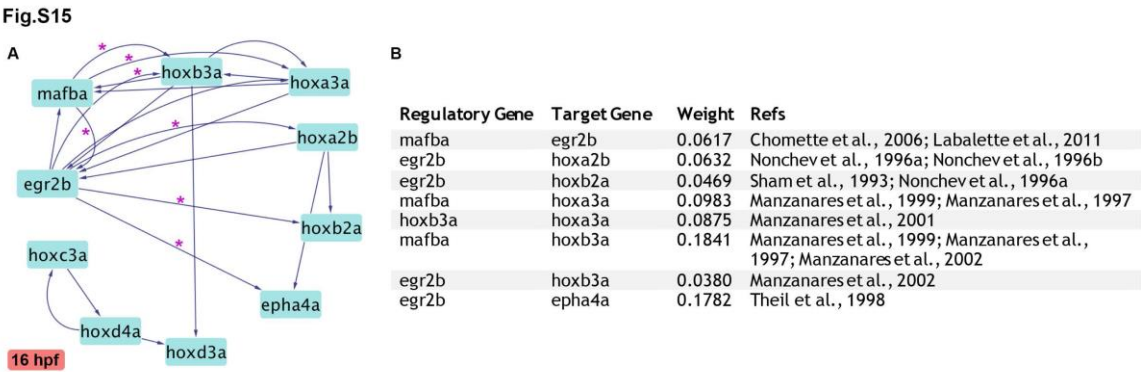 Fig.S15
A
B
*
*
*
hoxb3a
mafba
hoxa3a
*
*
hoxa2b
egr2b
*
hoxb2a
*
hoxc3a
epha4a
hoxd4a
hoxd3a
16 hpf
Regulatory Gene Target Gene Weight Refs
mafba egr2b 0.0617 Chomette et al., 2006; Labalette et al., 2011
egr2b hoxa2b 0.0632 Nonchev et al., 1996a; Nonchev et al., 1996b
egr2b hoxb2a 0.0469 Sham et al., 1993; Nonchev et al., 1996a
mafba hoxa3a 0.0983 Manzanares et al., 1999; Manzanares et al., 1997
hoxb3a hoxa3a 0.0875 Manzanares et al., 2001
mafba hoxb3a 0.1841 Manzanares et al., 1999; Manzanares et al.,
1997; Manzanares et al., 2002
egr2b hoxb3a 0.0380 Manzanares et al., 2002
egr2b epha4a 0.1782 Theil et al., 1998